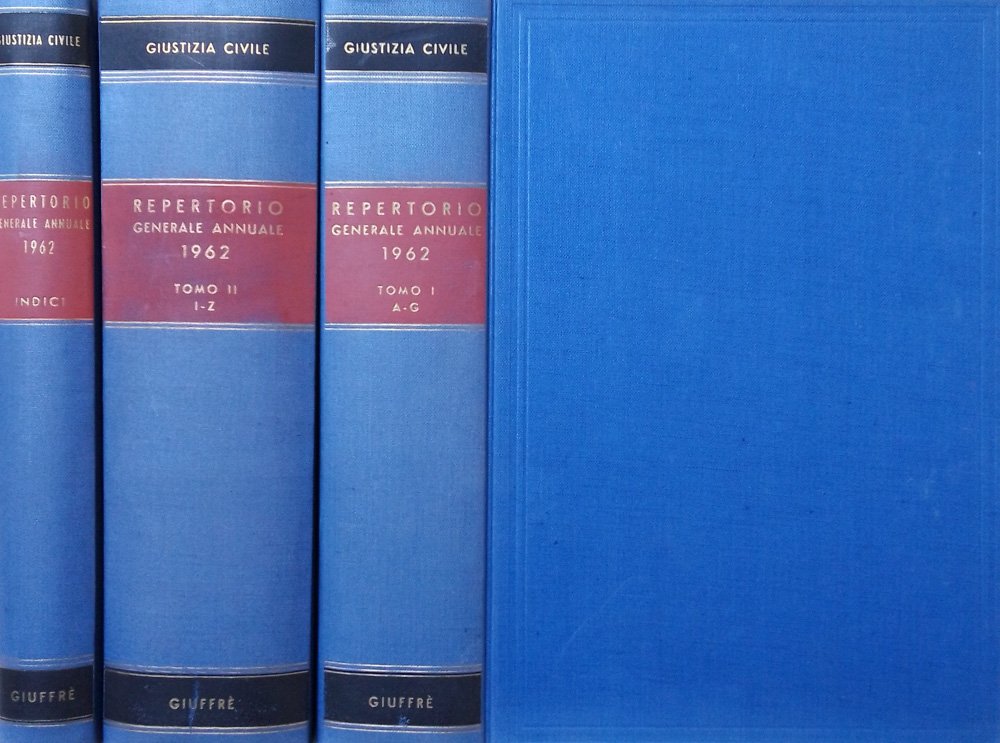 GIUSTIZIA CIVILE
REPERTORIO
GENERALE ANNUALE
1962
INDICI
GIUFFRÈ
GIUSTIZIA CIVILE
REPERTORIO
GENERALE ANNUALE
1962
TOMO II
I-Z
GIUFFRÈ
GIUSTIZIA CIVILE
REPERTORIO
GENERALE ANNUALE
1962
TOMO I
A-G
GIUFFRÈ